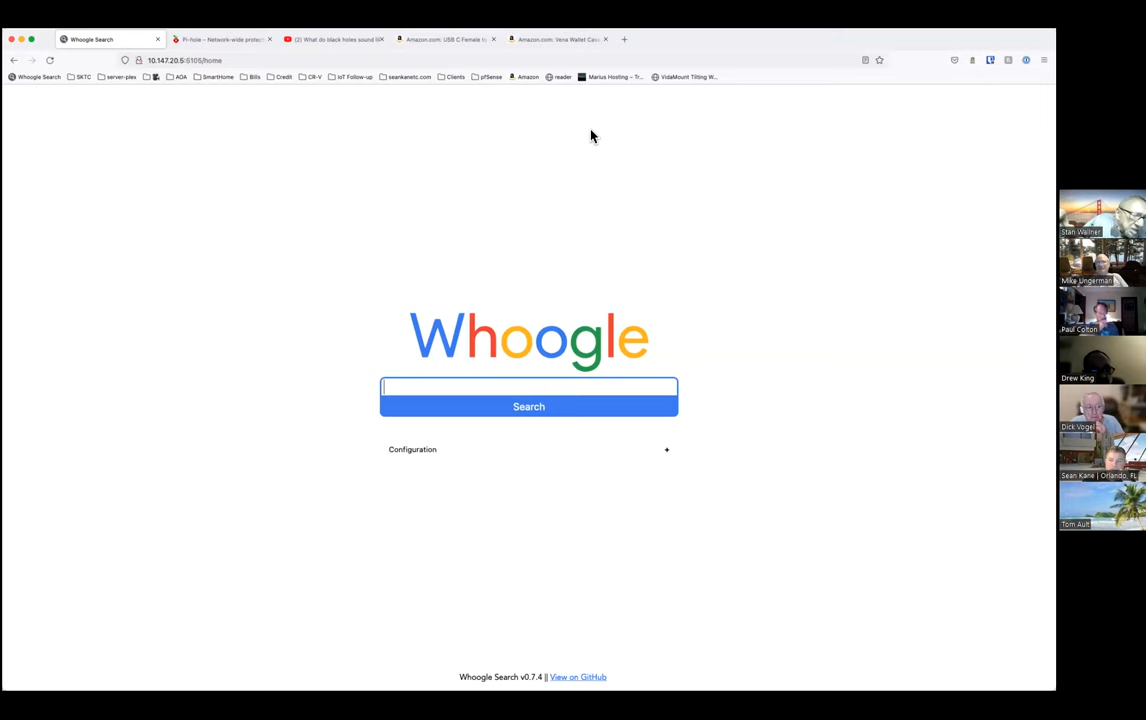 Whoogle Search
Pi-hole – Network-wide protect
(2) What do black holes sound li
Amazon.com: USB C Female to
Amazon.com: Vena Wallet Case
10.147.20.5:5105/home
Whoogle Search SKTC server-plex AOA SmartHome Bills Credit CR-V IoT Follow-up seankanetc.com Clients pfSense Amazon reader Marius Hosting – Tr... VidaMount Tilting W...
Whoogle
Search
Configuration +
Whoogle Search v0.7.4 || View on GitHub
Stan Wallner
Mike Ungerman
Paul Colton
Drew King
Dick Vogel
Sean Kane | Orlando, FL
Tom Ault